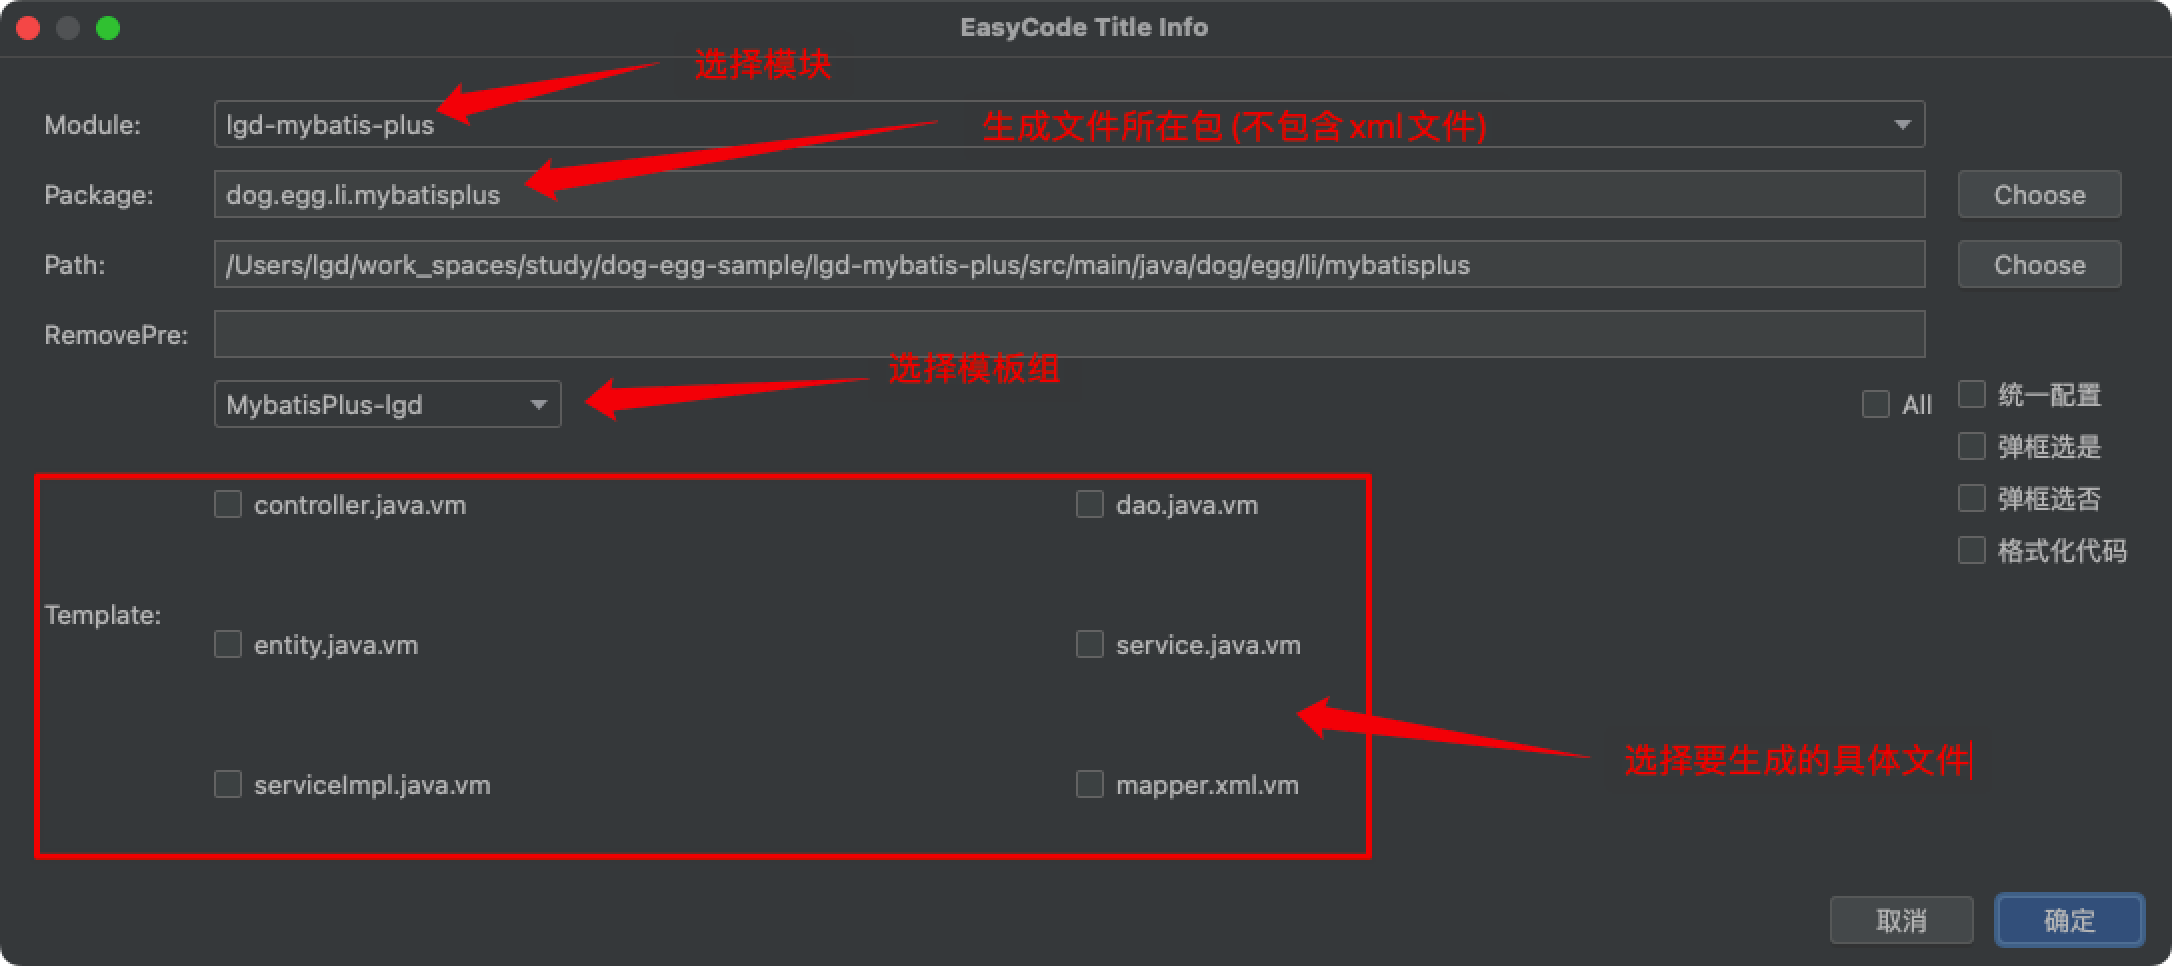 EasyCode Title Info
选择模块
Module:
lgd-mybatis-plus
生成文件所在包(不包含xml文件)
Package:
dog.egg.li.mybatisplus
Choose
Path:
/Users/lgd/work_spaces/study/dog-egg-sample/lgd-mybatis-plus/src/main/java/dog/egg/li/mybatisplus
Choose
RemovePre:
选择模板组
MybatisPlus-lgd
All
统一配置
弹框选是
弹框选否
格式化代码
controller.java.vm
dao.java.vm
Template:
entity.java.vm
service.java.vm
选择要生成的具体文件
serviceImpl.java.vm
mapper.xml.vm
取消
确定